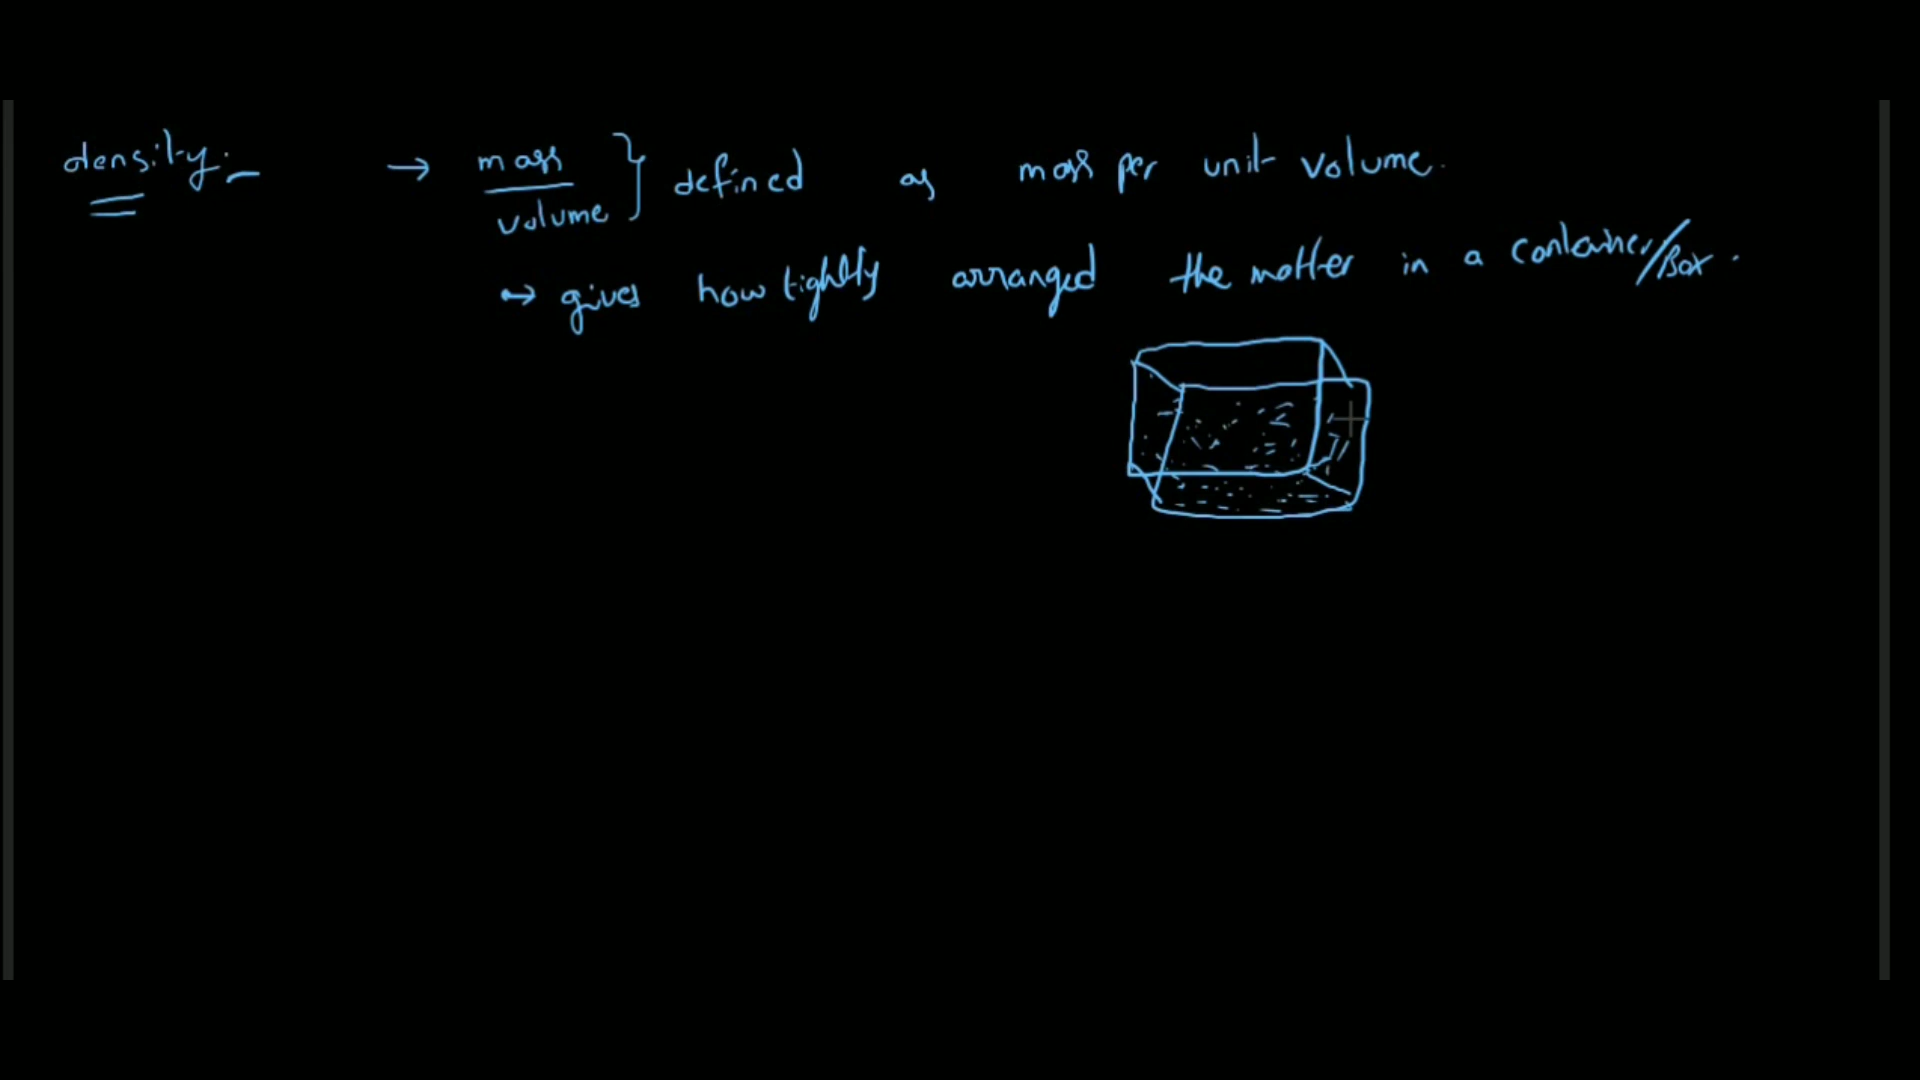 density:-
→ mass
volume } defined as mass per unit volume.
↔ gives how tightly arranged the matter in a container/Box.